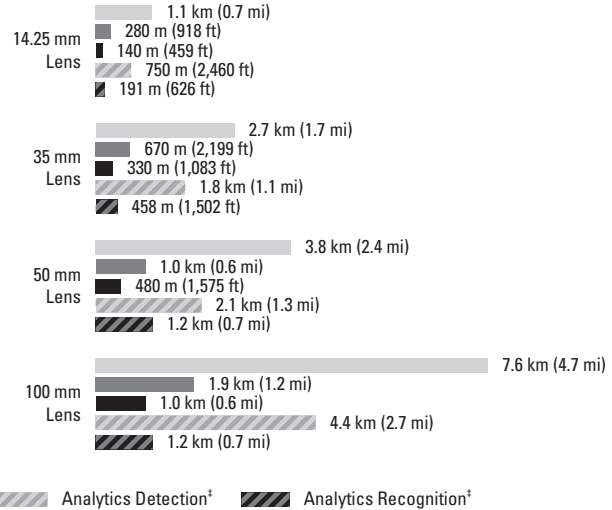 1.1 km (0.7 mi)
280 m (918 ft)
14.25 mm
Lens
140 m (459 ft)
750 m (2,460 ft)
191 m (626 ft)
2.7 km (1.7 mi)
670 m (2,199 ft)
35 mm
Lens
330 m (1,083 ft)
1.8 km (1.1 mi)
458 m (1,502 ft)
3.8 km (2.4 mi)
1.0 km (0.6 mi)
50 mm
Lens
480 m (1,575 ft)
2.1 km (1.3 mi)
1.2 km (0.7 mi)
7.6 km (4.7 mi)
1.9 km (1.2 mi)
100 mm
Lens
1.0 km (0.6 mi)
4.4 km (2.7 mi)
1.2 km (0.7 mi)
Analytics Detection‡ Analytics Recognition‡